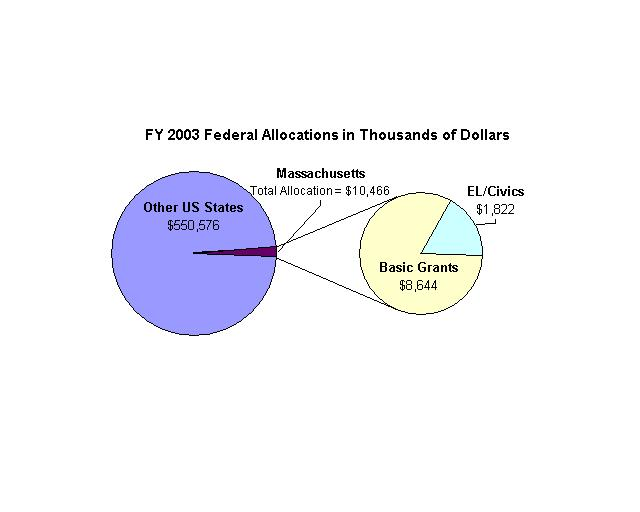 FY 2003 Federal Allocations in Thousands of Dollars
Massachusetts
Total Allocation = $10,466
Other US States
$550,576
EL/Civics
$1,822
Basic Grants
$8,644